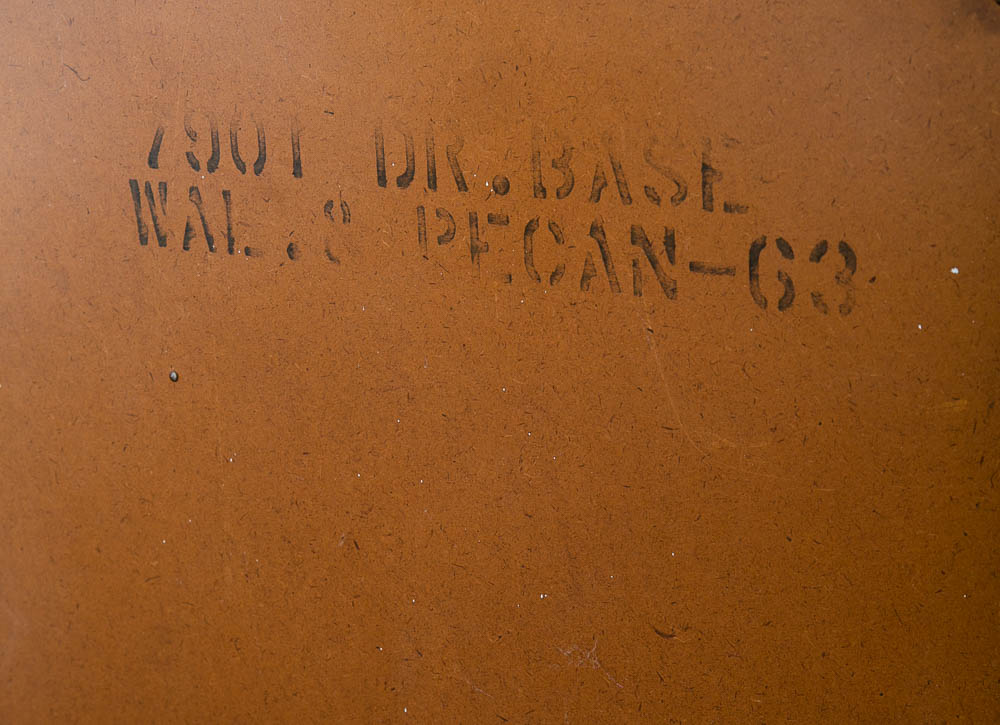 7901 DR.BASE
WAL.& PECAN-63